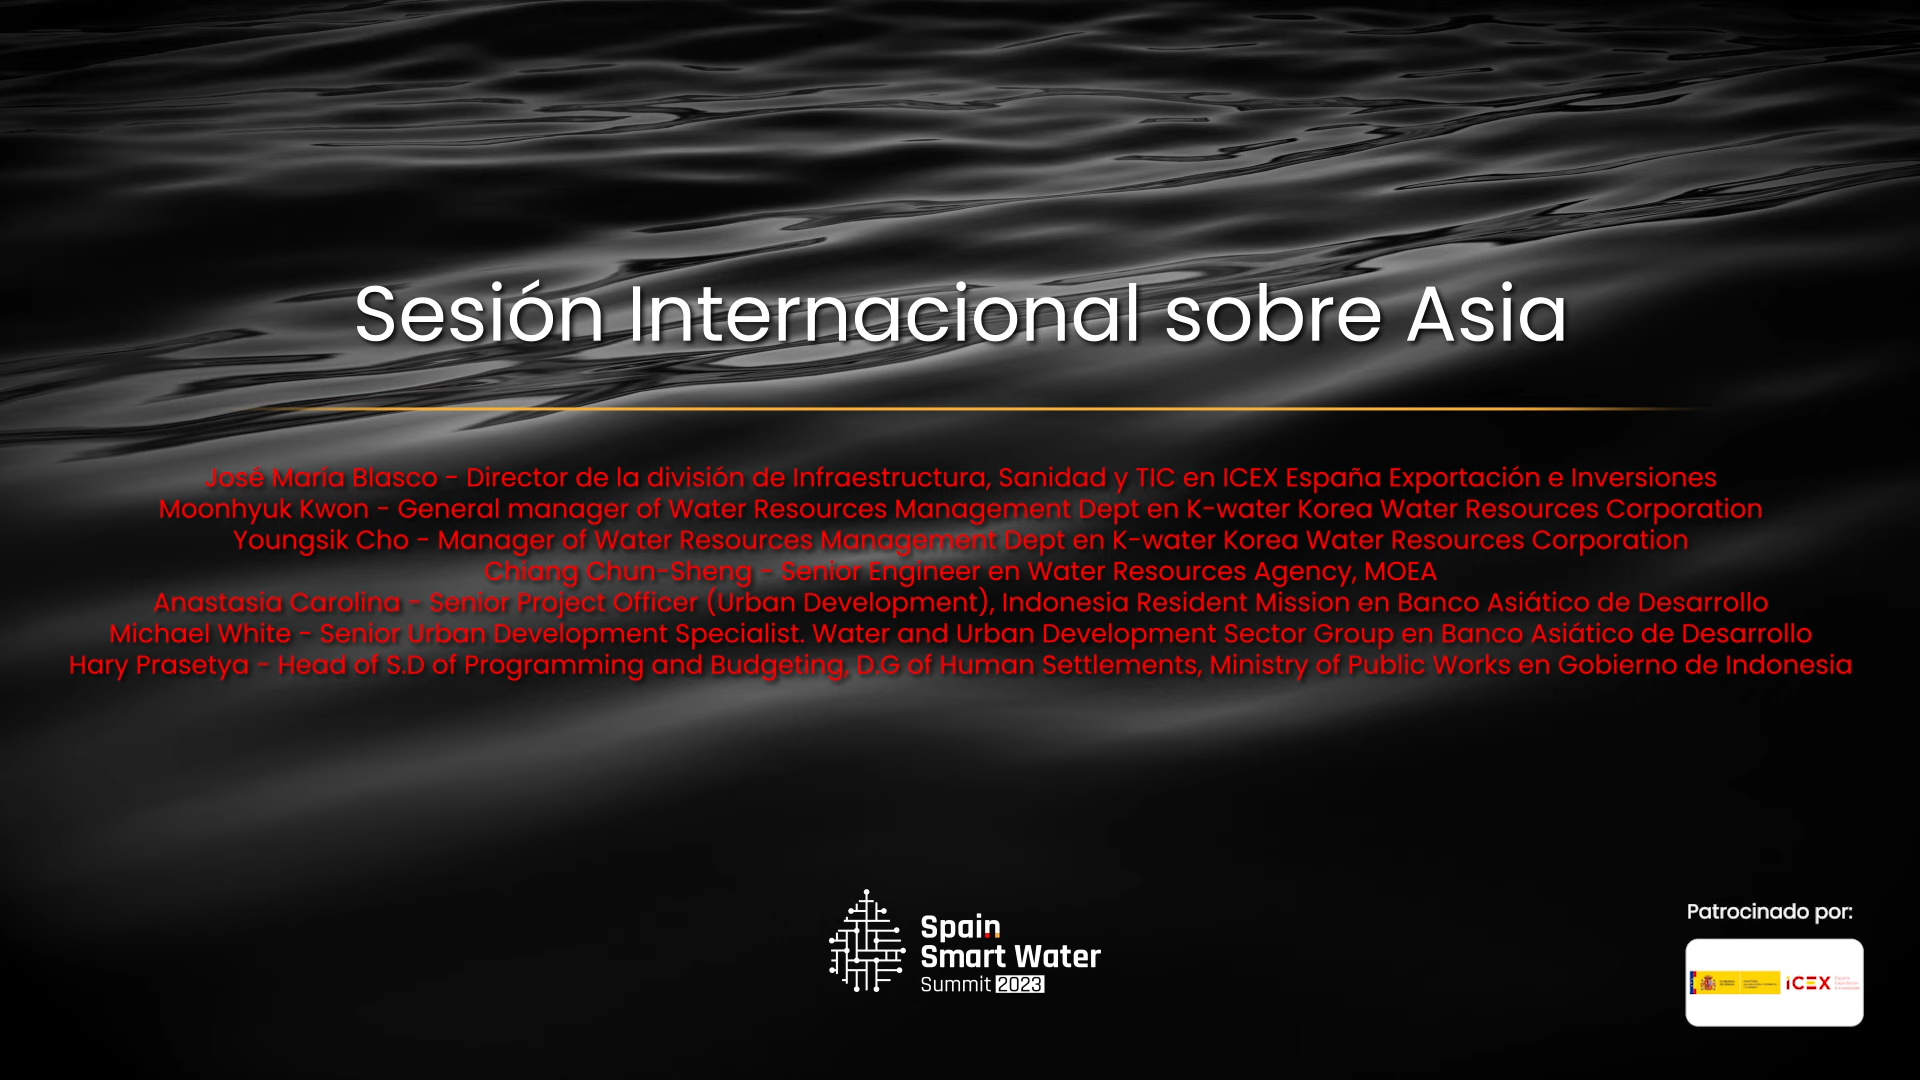 Sesión Internacional sobre Asia
José María Blasco - Director de la división de Infraestructura, Sanidad y TIC en ICEX España Exportación e Inversiones
Moonhyuk Kwon - General manager of Water Resources Management Dept en K-water Korea Water Resources Corporation
Youngsik Cho - Manager of Water Resources Management Dept en K-water Korea Water Resources Corporation
Chiang Chun-Sheng - Senior Engineer en Water Resources Agency, MOEA
Anastasia Carolina - Senior Project Officer (Urban Development), Indonesia Resident Mission en Banco Asiático de Desarrollo
Michael White - Senior Urban Development Specialist. Water and Urban Development Sector Group en Banco Asiático de Desarrollo
Hary Prasetya - Head of S.D of Programming and Budgeting, D.G of Human Settlements, Ministry of Public Works en Gobierno de Indonesia
Spain
Smart Water
Summit 2023
Patrocinado por:
ICEX